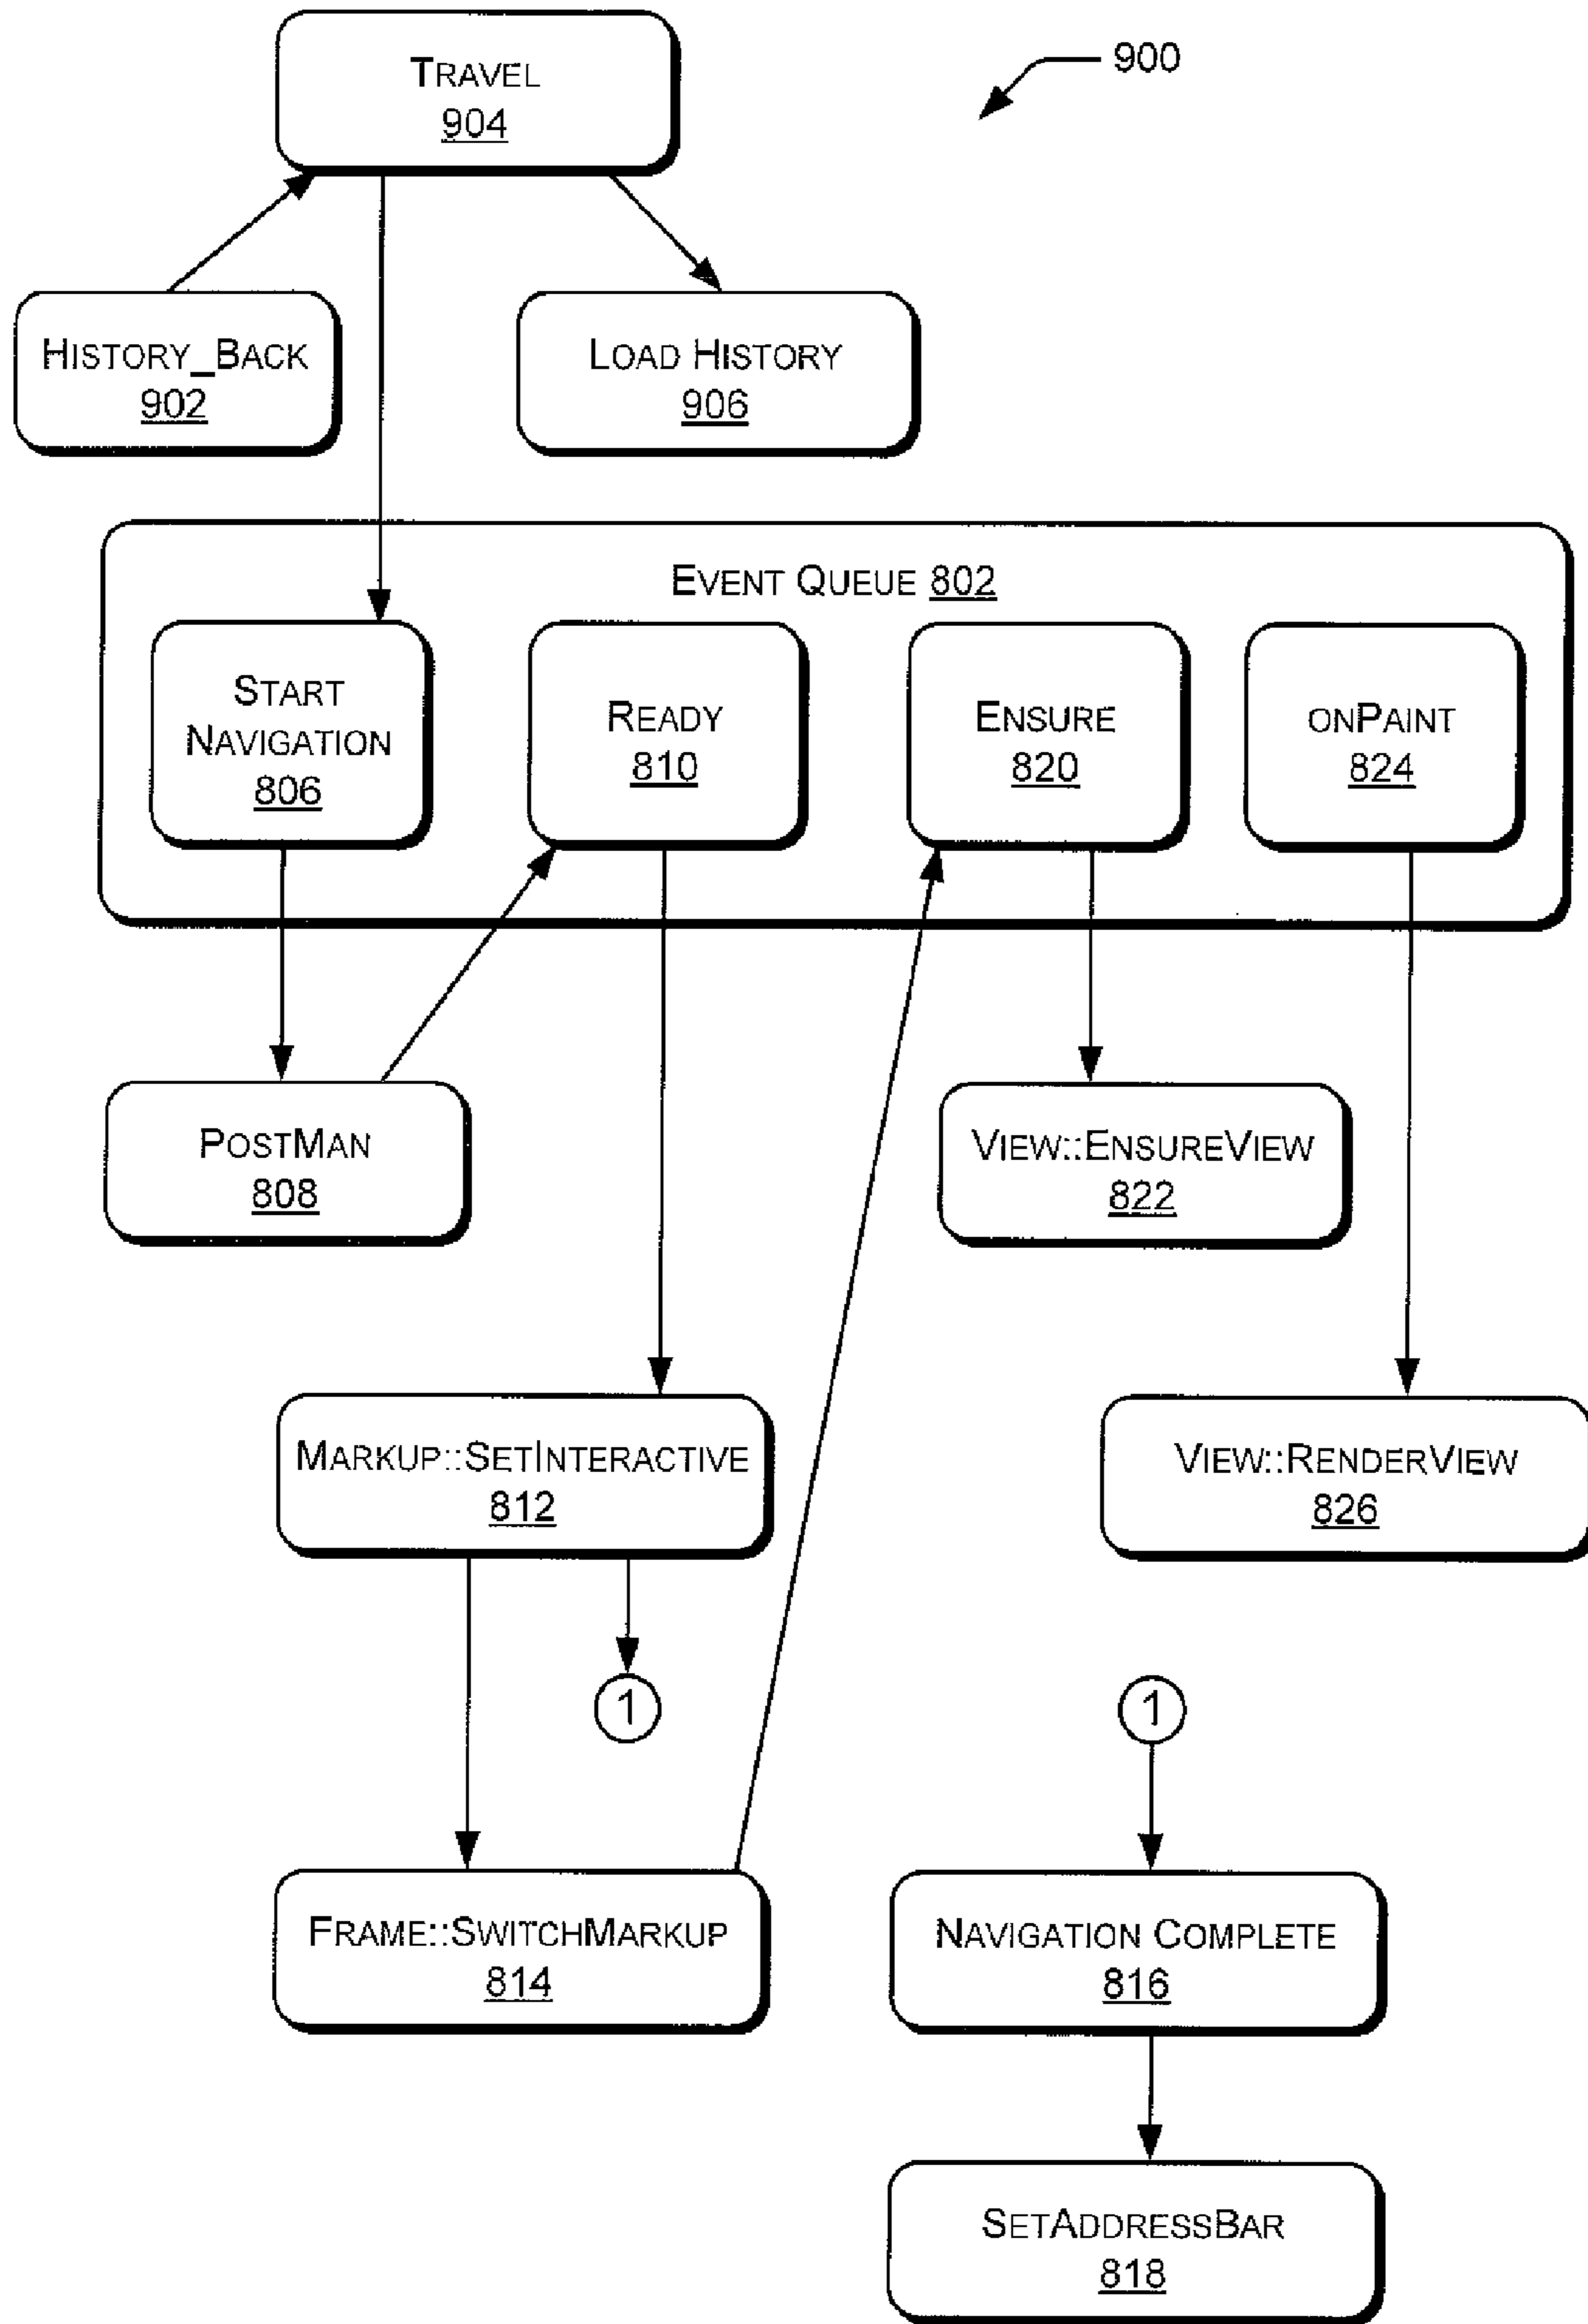 TRAVEL
904
900
HISTORY_BACK
902
LOAD HISTORY
906
EVENT QUEUE 802
START
NAVIGATION
806
READY
810
ENSURE
820
ONPAINT
824
POSTMAN
808
VIEW::ENSUREVIEW
822
MARKUP::SETINTERACTIVE
812
VIEW::RENDERVIEW
826
1
1
FRAME::SWITCHMARKUP
814
NAVIGATION COMPLETE
816
SETADDRESSBAR
818